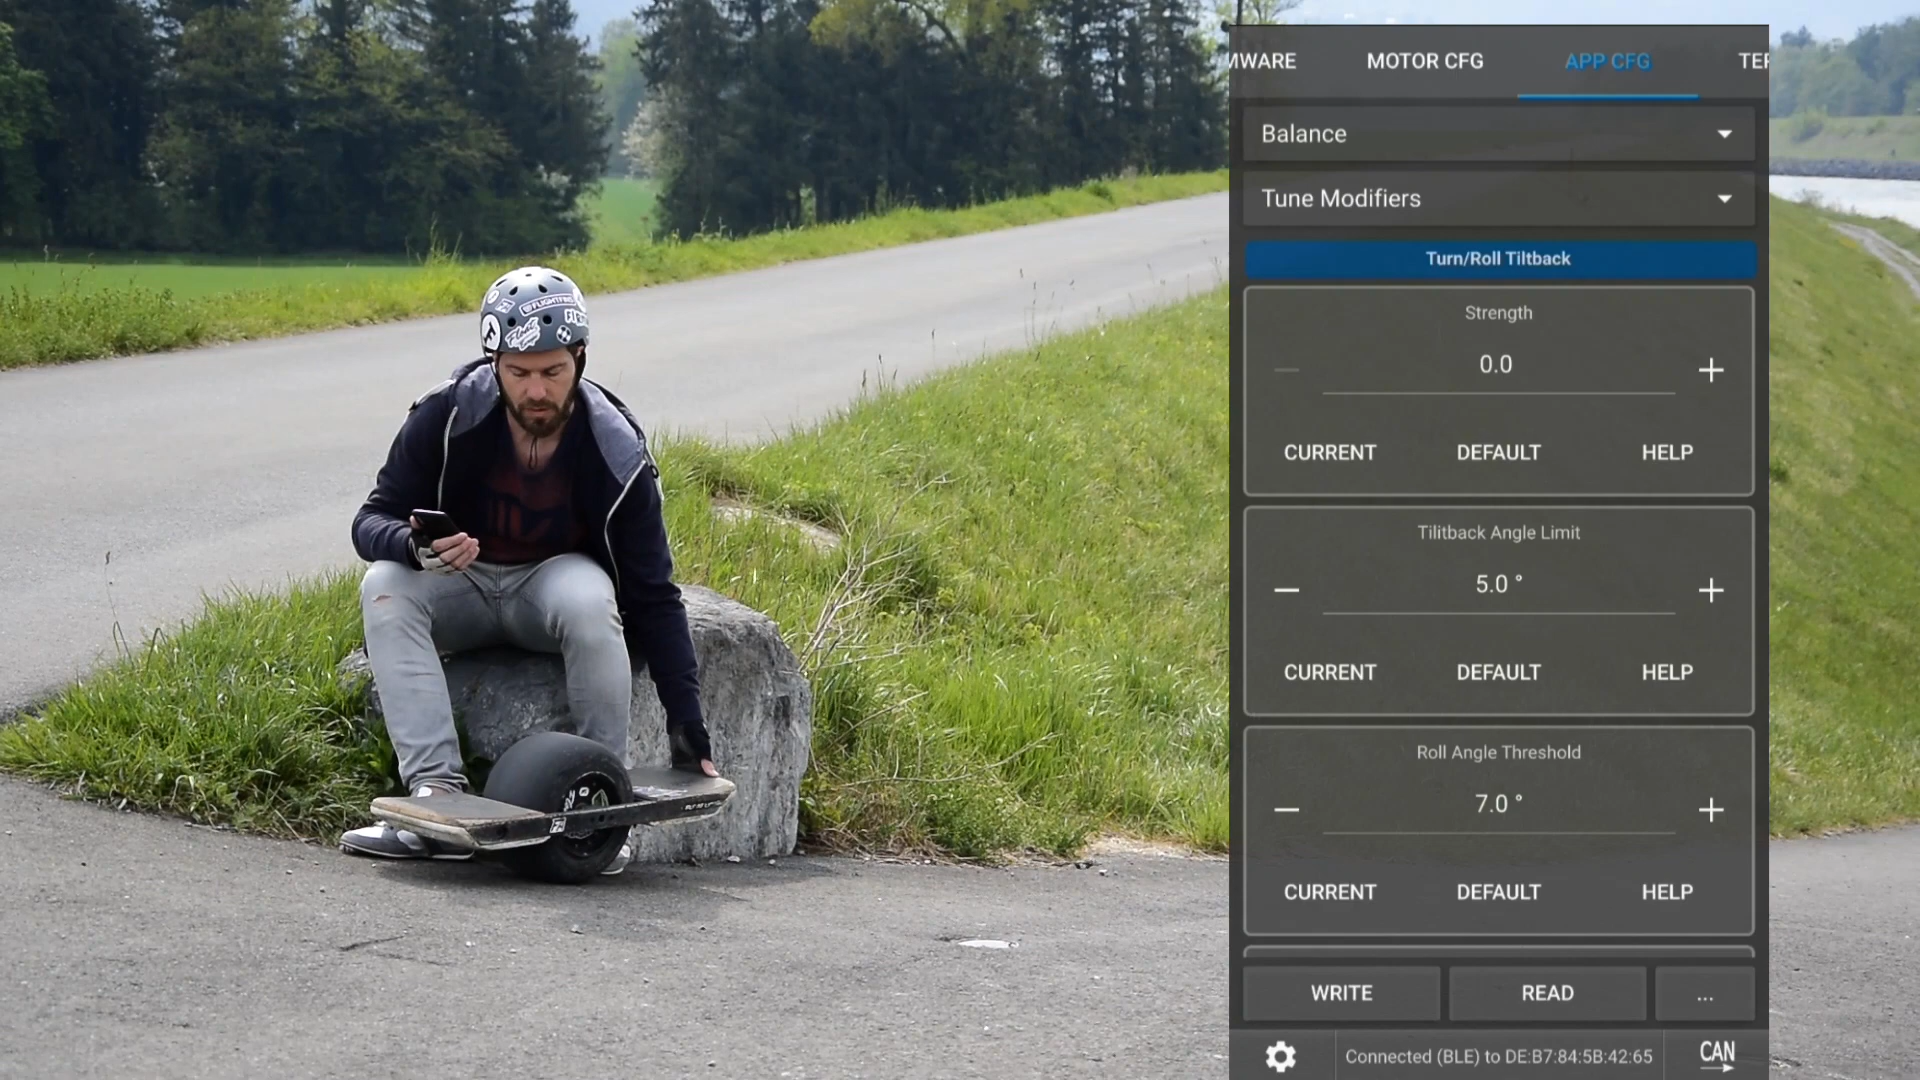 MWARE
MOTOR CFG
APP CFG
TER
Balance
Tune Modifiers
Turn/Roll Tiltback
Strength
0.0
CURRENT
DEFAULT
HELP
Tilitback Angle Limit
5.0 °
CURRENT
DEFAULT
HELP
Roll Angle Threshold
7.0 °
CURRENT
DEFAULT
HELP
WRITE
READ
...
Connected (BLE) to DE:B7:84:5B:42:65
CAN